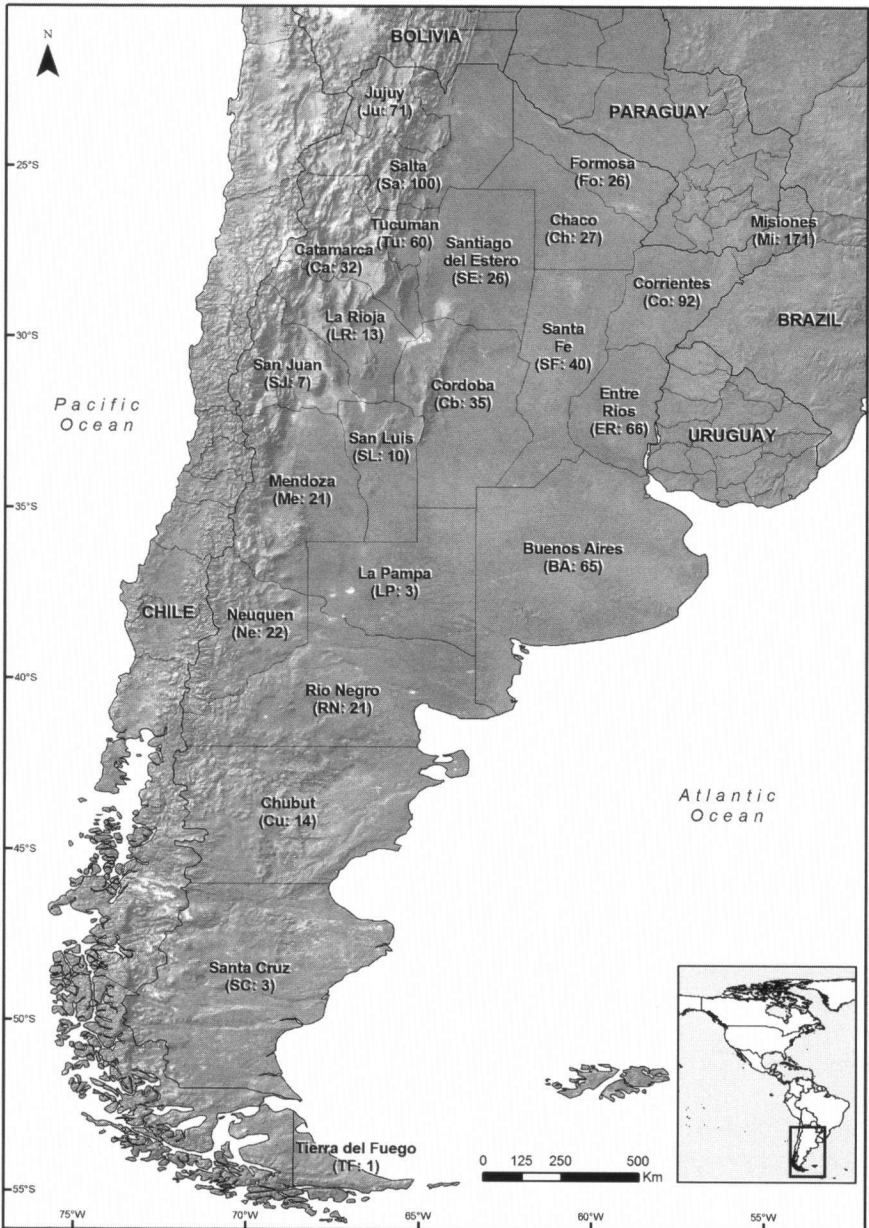 N
BOLIVIA
Jujuy
(Ju: 71)
PARAGUAY
25°S
Salta
(Sa: 100)
Formosa
(Fo: 26)
Tucuman
(Tu: 60)
Chaco
(Ch: 27)
Misiones
(Mi: 171)
Catamarca
(Ca: 32)
Santiago
del Estero
(SE: 26)
Corrientes
(Co: 92)
La Rioja
(LR: 13)
BRAZIL
30°S
Santa
Fe
(SF: 40)
San Juan
(SJ: 7)
Cordoba
(Cb: 35)
Entre
Rios
(ER: 66)
Pacific
Ocean
San Luis
(SL: 10)
URUGUAY
Mendoza
(Me: 21)
35°S
Buenos Aires
(BA: 65)
La Pampa
(LP: 3)
CHILE
Neuquen
(Ne: 22)
40°S
Rio Negro
(RN: 21)
Chubut
(Cu: 14)
Atlantic
Ocean
45°S
Santa Cruz
(SC: 3)
50°S
Tierra del Fuego
(TF: 1)
0 125 250 500
Km
55°S
75°W 70°W 65°W 60°W 55°W